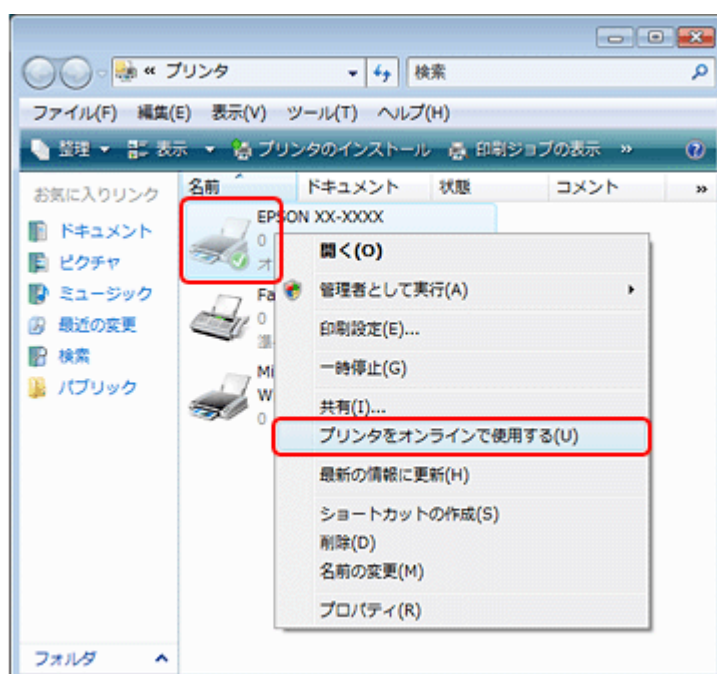 « プリンタ
検索
ファイル(F) 編集(E) 表示(V) ツール(T) ヘルプ(H)
整理 表示 プリンタのインストール 印刷ジョブの表示 »
お気に入りリンク
ドキュメント
ピクチャ
ミュージック
最近の変更
検索
パブリック
フォルダ
名前 ドキュメント 状態 コメント »
EPSON XX-XXXX
0
オ
Fa
0
準
Mi
W
0
開く(O)
管理者として実行(A)
印刷設定(E)...
一時停止(G)
共有(I)...
プリンタをオンラインで使用する(U)
最新の情報に更新(H)
ショートカットの作成(S)
削除(D)
名前の変更(M)
プロパティ(R)